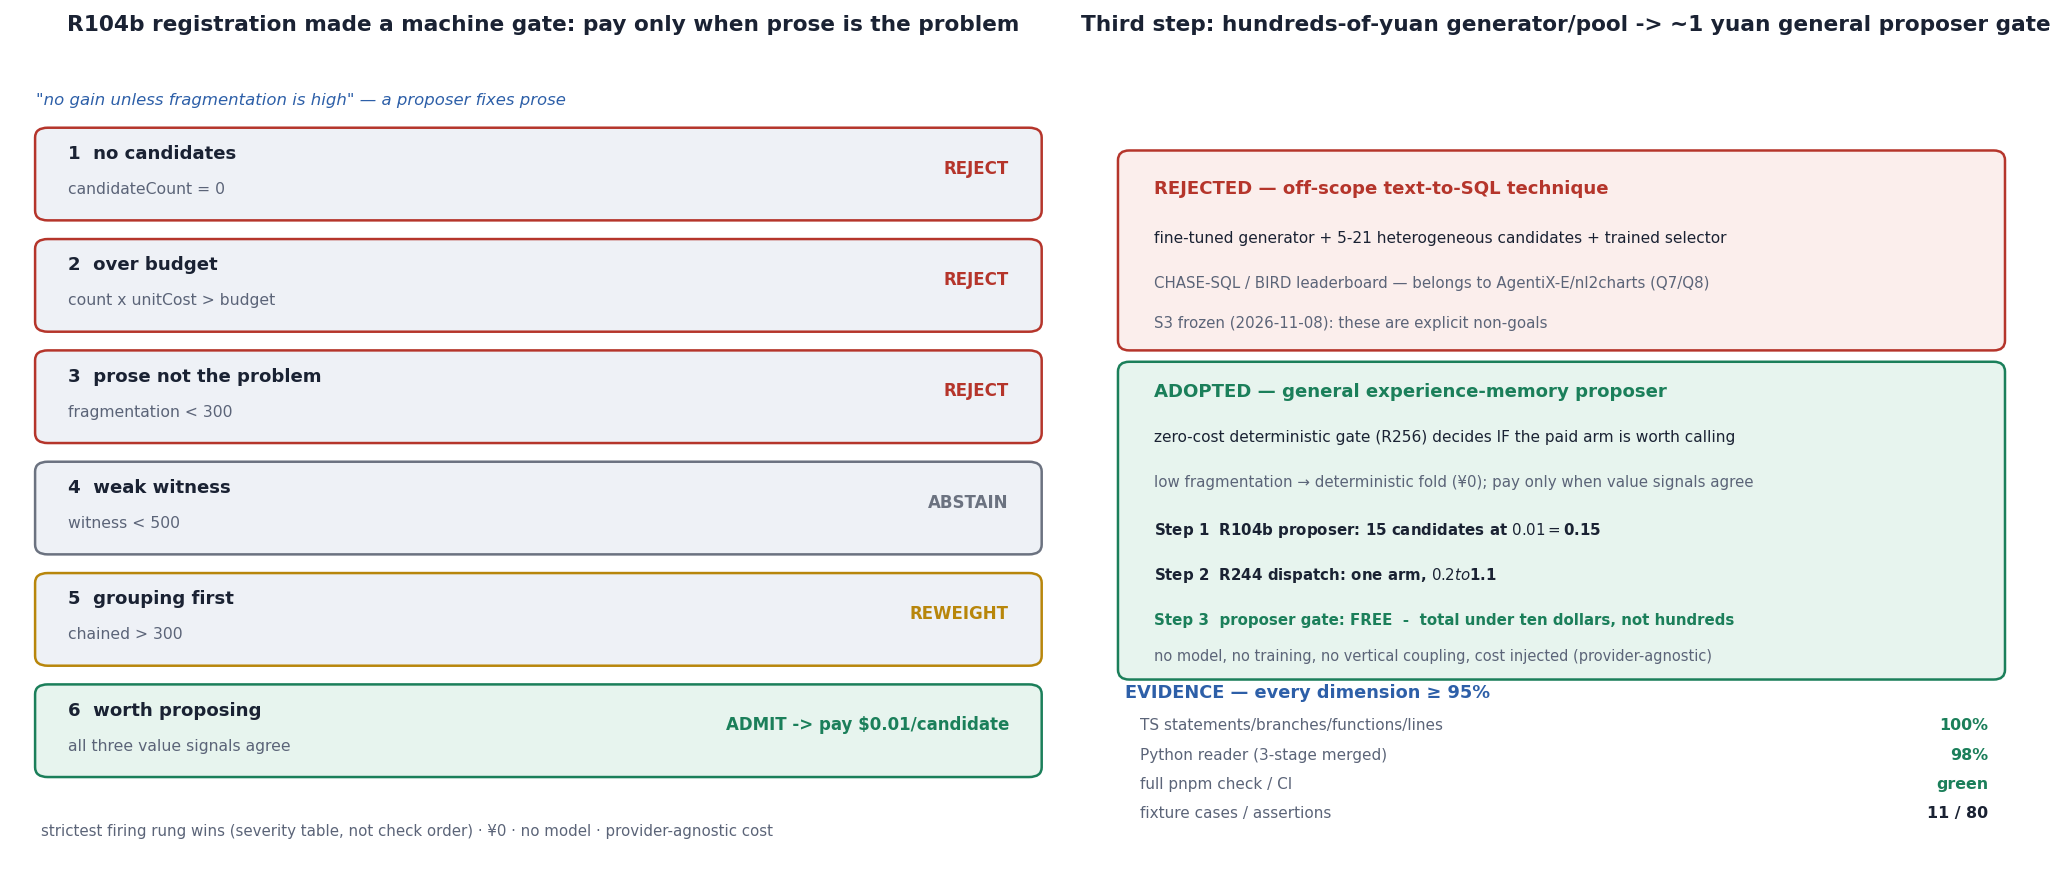 R104b registration made a machine gate: pay only when prose is the problem
"no gain unless fragmentation is high" — a proposer fixes prose
1 no candidates
candidateCount = 0
REJECT
2 over budget
count x unitCost > budget
REJECT
3 prose not the problem
fragmentation < 300
REJECT
4 weak witness
witness < 500
ABSTAIN
5 grouping first
chained > 300
REWEIGHT
6 worth proposing
all three value signals agree
ADMIT -> pay $0.01/candidate
strictest firing rung wins (severity table, not check order) · ¥0 · no model · provider-agnostic cost
Third step: hundreds-of-yuan generator/pool -> ~1 yuan general proposer gate
REJECTED — off-scope text-to-SQL technique
fine-tuned generator + 5-21 heterogeneous candidates + trained selector
CHASE-SQL / BIRD leaderboard — belongs to AgentiX-E/nl2charts (Q7/Q8)
S3 frozen (2026-11-08): these are explicit non-goals
ADOPTED — general experience-memory proposer
zero-cost deterministic gate (R256) decides IF the paid arm is worth calling
low fragmentation → deterministic fold (¥0); pay only when value signals agree
Step 1 R104b proposer: 15 candidates at 0.01=0.15
Step 2 R244 dispatch: one arm, 0.2to1.1
Step 3 proposer gate: FREE - total under ten dollars, not hundreds
no model, no training, no vertical coupling, cost injected (provider-agnostic)
EVIDENCE — every dimension ≥ 95%
TS statements/branches/functions/lines 100%
Python reader (3-stage merged) 98%
full pnpm check / CI green
fixture cases / assertions 11 / 80